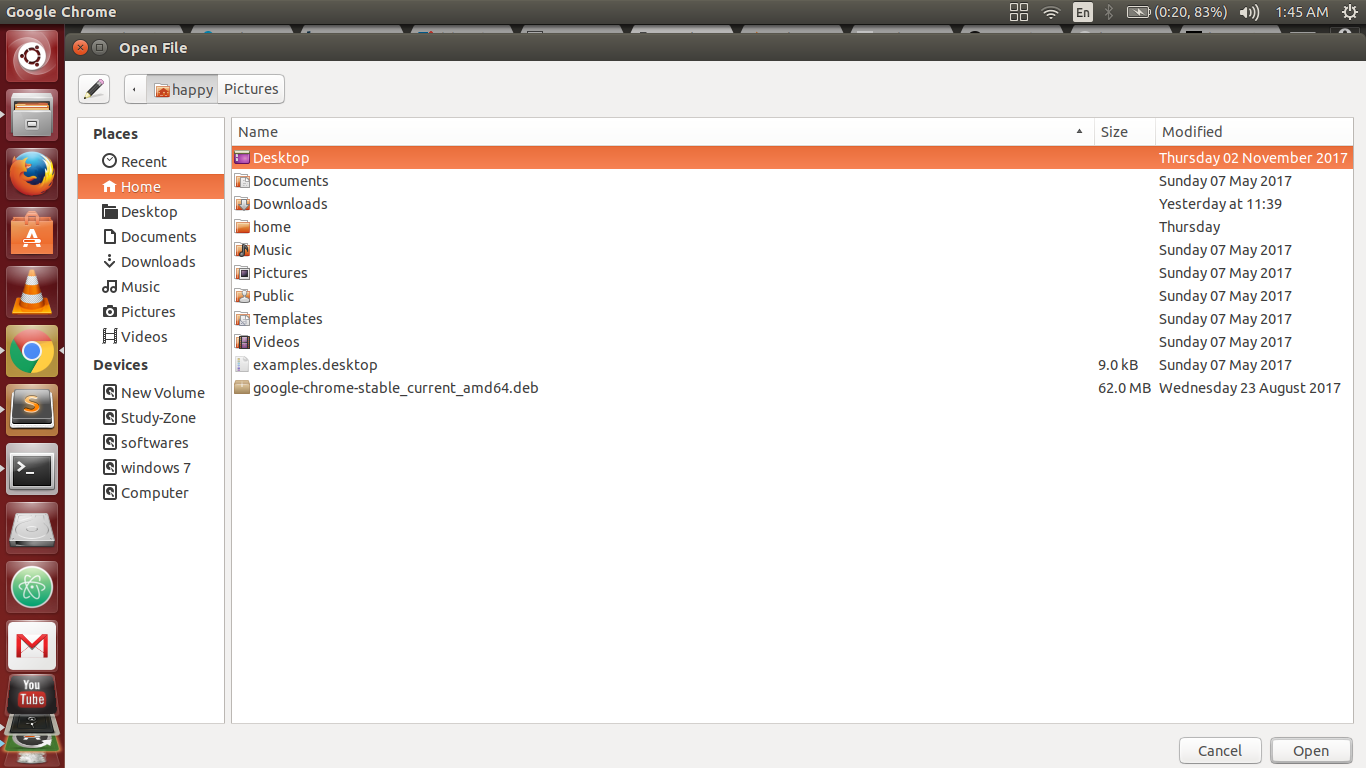 Google Chrome
En
(0:20, 83%)
1:45 AM
Open File
happy
Pictures
Places
Recent
Home
Desktop
Documents
Downloads
Music
Pictures
Videos
Devices
New Volume
Study-Zone
softwares
windows 7
Computer
Name Size Modified
Desktop Thursday 02 November 2017
Documents Sunday 07 May 2017
Downloads Yesterday at 11:39
home Thursday
Music Sunday 07 May 2017
Pictures Sunday 07 May 2017
Public Sunday 07 May 2017
Templates Sunday 07 May 2017
Videos Sunday 07 May 2017
examples.desktop 9.0 kB Sunday 07 May 2017
google-chrome-stable_current_amd64.deb 62.0 MB Wednesday 23 August 2017
You
Tube
Cancel
Open